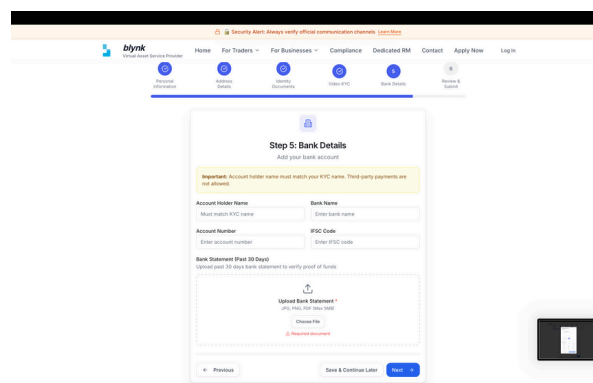 Security Alert: Always verify official communication channels. Learn More
blynk
Virtual Asset Service Provider
Home For Traders For Businesses Compliance Dedicated RM Contact Apply Now Log In
5 6
Personal Information
Address Details
Identity Documents
Video KYC
Bank Details
Review & Submit
Step 5: Bank Details
Add your bank account
Important: Account holder name must match your KYC name. Third-party payments are
not allowed.
Account Holder Name Bank Name
Must match KYC name Enter bank name
Account Number IFSC Code
Enter account number Enter IFSC code
Bank Statement (Past 30 Days)
Upload past 30 days bank statement to verify proof of funds
Upload Bank Statement *
JPG, PNG, PDF (Max 5MB)
Choose File
Required document
← Previous Save & Continue Later Next →